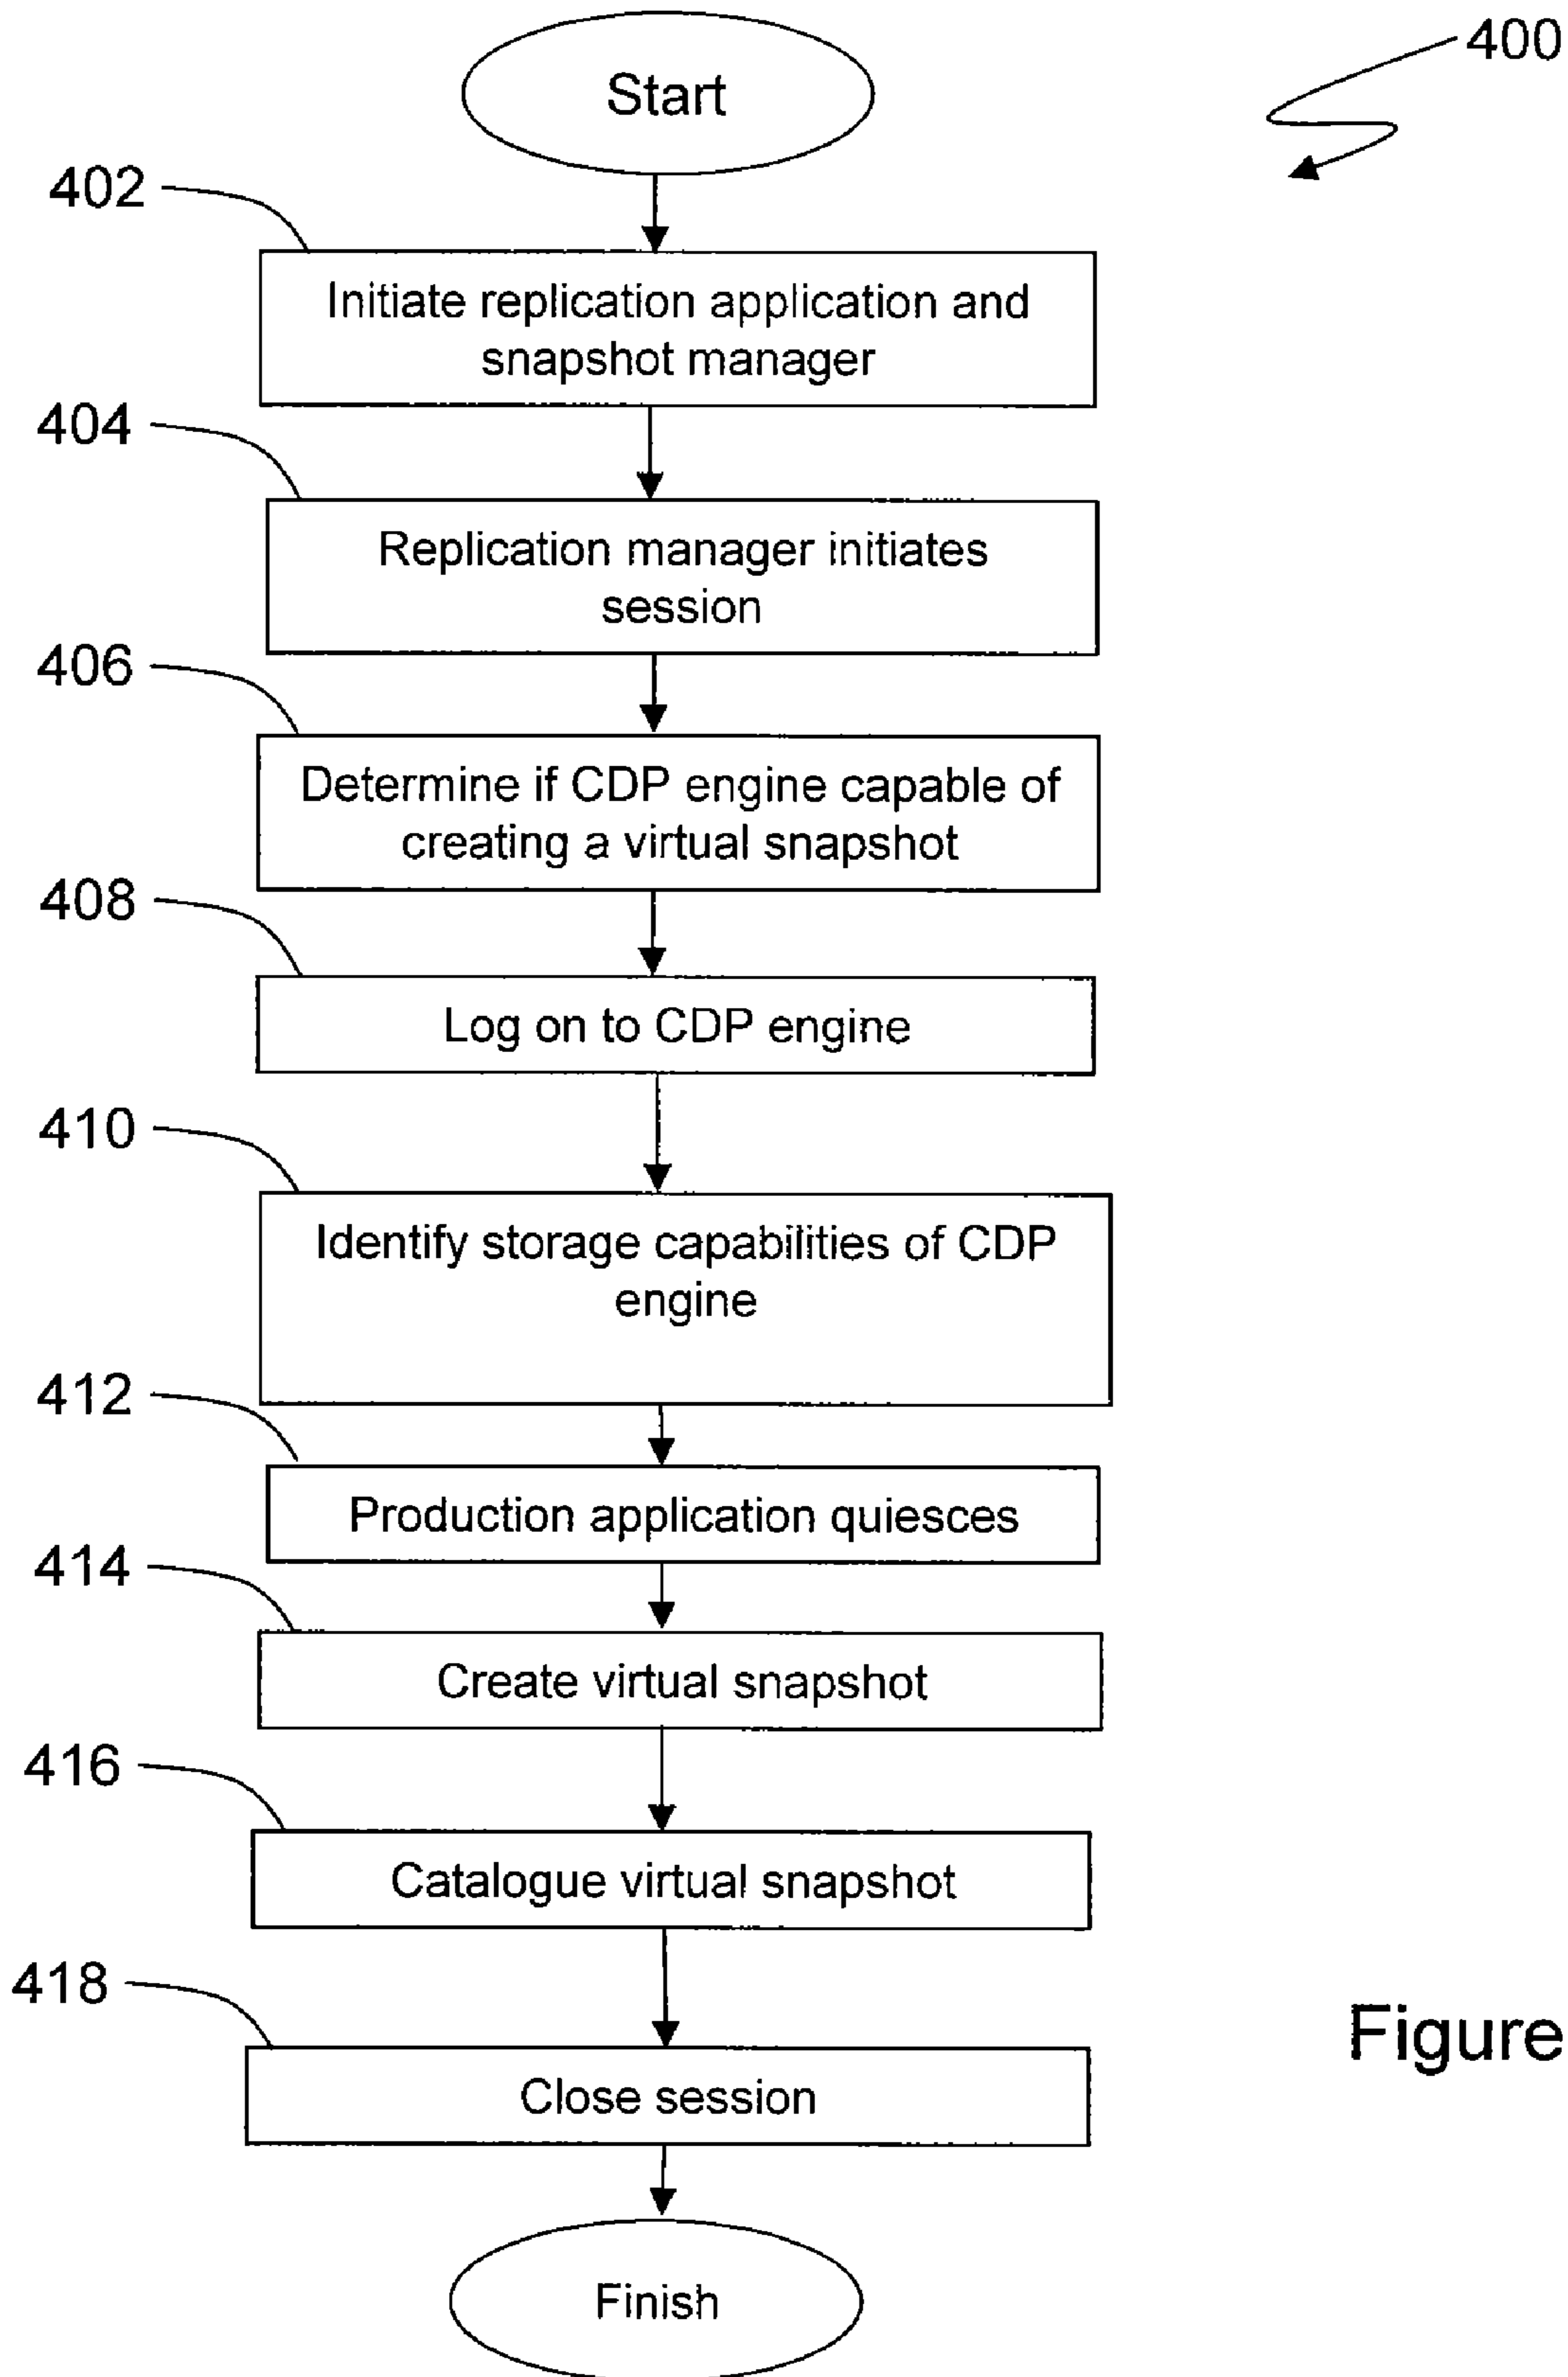 400
Start
402
Initiate replication application and
snapshot manager
404
Replication manager initiates
session
406
Determine if CDP engine capable of
creating a virtual snapshot
408
Log on to CDP engine
410
Identify storage capabilities of CDP
engine
412
Production application quiesces
414
Create virtual snapshot
416
Catalogue virtual snapshot
418
Close session
Figure
Finish